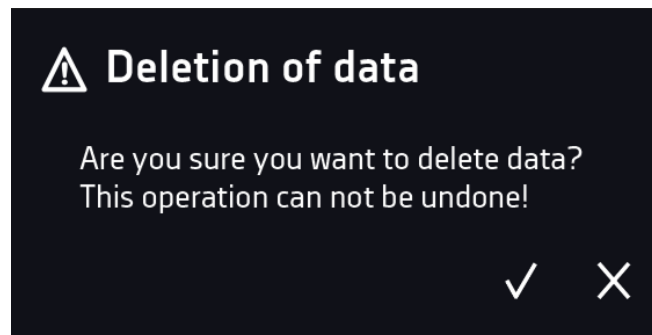 Deletion of data
Are you sure you want to delete data?
This operation can not be undone!